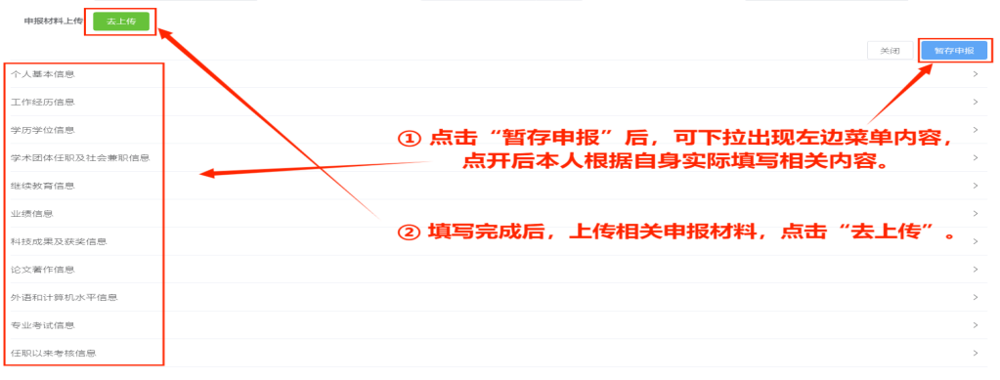 申报材料上传 去上传
关闭 暂存申报
个人基本信息
工作经历信息
学历学位信息
学术团体任职及社会兼职信息
继续教育信息
业绩信息
科技成果及获奖信息
论文著作信息
外语和计算机水平信息
专业考试信息
任职以来考核信息
① 点击“暂存申报”后，可下拉出现左边菜单内容，
点开后本人根据自身实际填写相关内容。
② 填写完成后，上传相关申报材料，点击“去上传”。